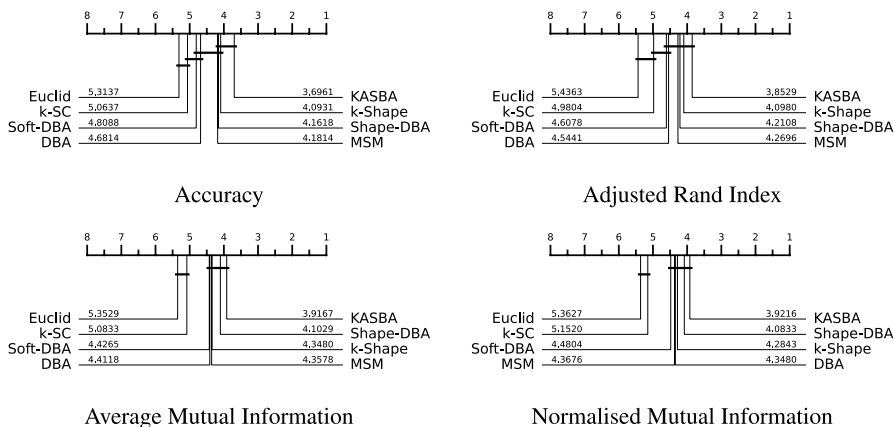 8 7 6 5 4 3 2 1
Euclid 5.3137 3.6961 KASBA
k-SC 5.0637 4.0931 k-Shape
Soft-DBA 4.8088 4.1618 Shape-DBA
DBA 4.6814 4.1814 MSM
Accuracy
8 7 6 5 4 3 2 1
Euclid 5.4363 3.8529 KASBA
k-SC 4.9804 4.0980 k-Shape
Soft-DBA 4.6078 4.2108 Shape-DBA
DBA 4.5441 4.2696 MSM
Adjusted Rand Index
8 7 6 5 4 3 2 1
Euclid 5.3529 3.9167 KASBA
k-SC 5.0833 4.1029 Shape-DBA
Soft-DBA 4.4265 4.3480 k-Shape
DBA 4.4118 4.3578 MSM
Average Mutual Information
8 7 6 5 4 3 2 1
Euclid 5.3627 3.9216 KASBA
k-SC 5.1520 4.0833 Shape-DBA
Soft-DBA 4.4804 4.2843 k-Shape
MSM 4.3676 4.3480 DBA
Normalised Mutual Information